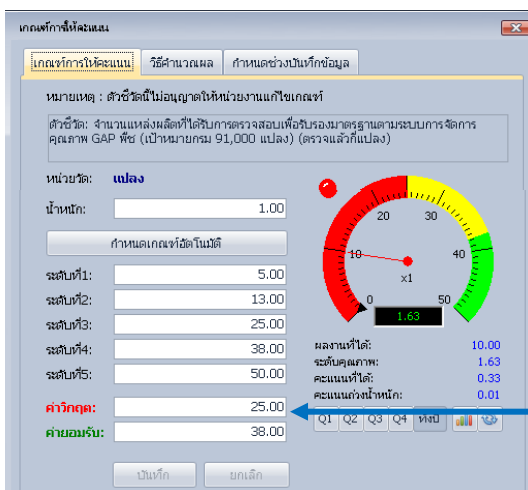 เกณฑ์การให้คะแนน
เกณฑ์การให้คะแนน วิธีคำนวณผล กำหนดช่วงบันทึกข้อมูล
หมายเหตุ : ตัวชี้วัดนี้ไม่อนุญาตให้หน่วยงานแก้ไขเกณฑ์
ตัวชี้วัด: จำนวนแหล่งผลิตที่ได้รับการตรวจสอบเพื่อรับรองมาตรฐานตามระบบการจัดการ
คุณภาพ GAP พืช (เป้าหมายกรม 91,000 แปลง) (ตรวจแล้วกี่แปลง)
หน่วยวัด: แปลง
น้ำหนัก: 1.00
กำหนดเกณฑ์อัตโนมัติ
ระดับที่1: 5.00
ระดับที่2: 13.00
ระดับที่3: 25.00
ระดับที่4: 38.00
ระดับที่5: 50.00
ค่าวิกฤต: 25.00
ค่ายอมรับ: 38.00
บันทึก ยกเลิก
20 30
10 40
x1
0 50
1.63
ผลงานที่ได้: 10.00
ระดับคุณภาพ: 1.63
คะแนนที่ได้: 0.33
คะแนนถ่วงน้ำหนัก: 0.01
Q1 Q2 Q3 Q4 ทั้งปี